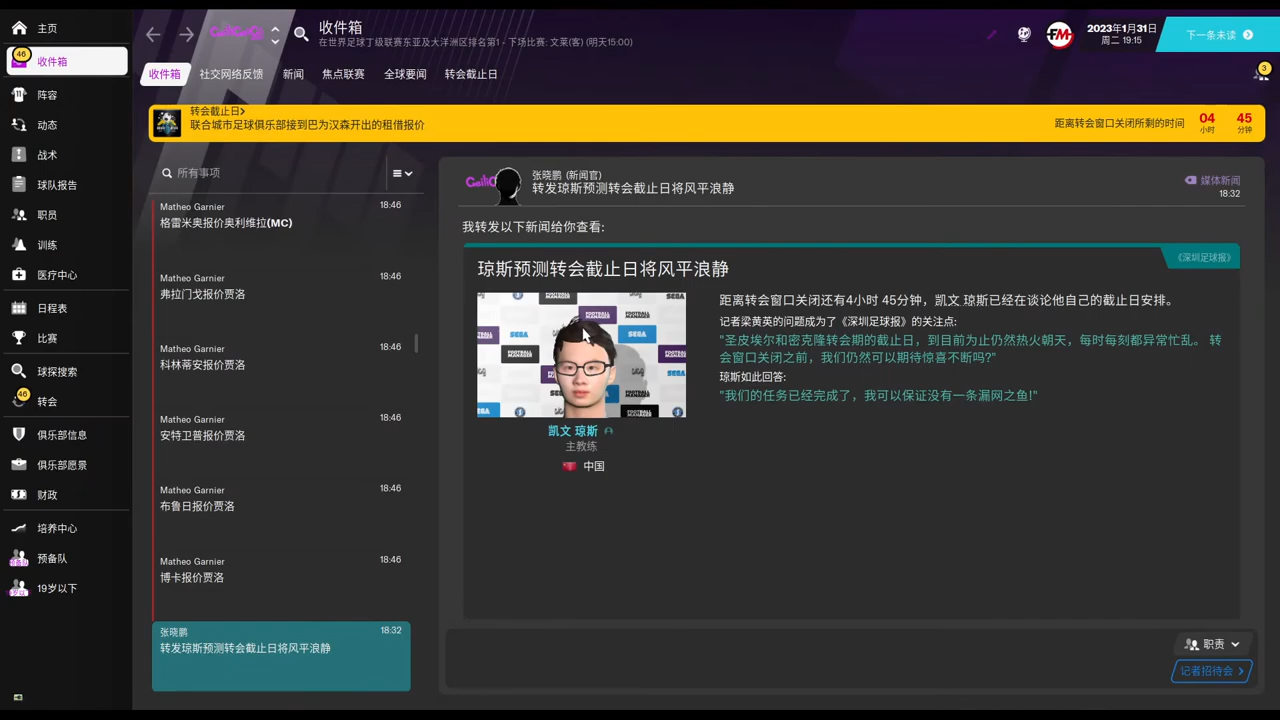 主页
46
收件箱
阵容
动态
战术
球队报告
职员
训练
医疗中心
日程表
比赛
球探搜索
46
转会
俱乐部信息
俱乐部愿景
财政
培养中心
预备队
19岁以下
收件箱
在世界足球丁级联赛东亚及大洋洲区排名第1 - 下场比赛: 文莱(客) (明天15:00)
FM
2023年1月31日
周二 19:15
下一条未读
收件箱 社交网络反馈 新闻 焦点联赛 全球要闻 转会截止日
3
转会截止日>
联合城市足球俱乐部接到巴为汉森开出的租借报价
距离转会窗口关闭所剩的时间
04 45
小时 分钟
所有事项
Matheo Garnier 18:46
格雷米奥报价奥利维拉(MC)
Matheo Garnier 18:46
弗拉门戈报价贾洛
Matheo Garnier 18:46
科林蒂安报价贾洛
Matheo Garnier 18:46
安特卫普报价贾洛
Matheo Garnier 18:46
布鲁日报价贾洛
Matheo Garnier 18:46
博卡报价贾洛
张晓鹏 18:32
转发琼斯预测转会截止日将风平浪静
张晓鹏 (新闻官)
转发琼斯预测转会截止日将风平浪静
媒体新闻
18:32
我转发以下新闻给你查看:
《深圳足球报》
琼斯预测转会截止日将风平浪静
FOOTBALL MANAGER
SEGA
凯文 琼斯
主教练
中国
距离转会窗口关闭还有4小时 45分钟，凯文 琼斯已经在谈论他自己的截止日安排。
记者梁黄英的问题成为了《深圳足球报》的关注点:
"圣皮埃尔和密克隆转会期的截止日，到目前为止仍然热火朝天，每时每刻都异常忙乱。 转
会窗口关闭之前，我们仍然可以期待惊喜不断吗?"
琼斯如此回答:
"我们的任务已经完成了，我可以保证没有一条漏网之鱼!"
职责
记者招待会